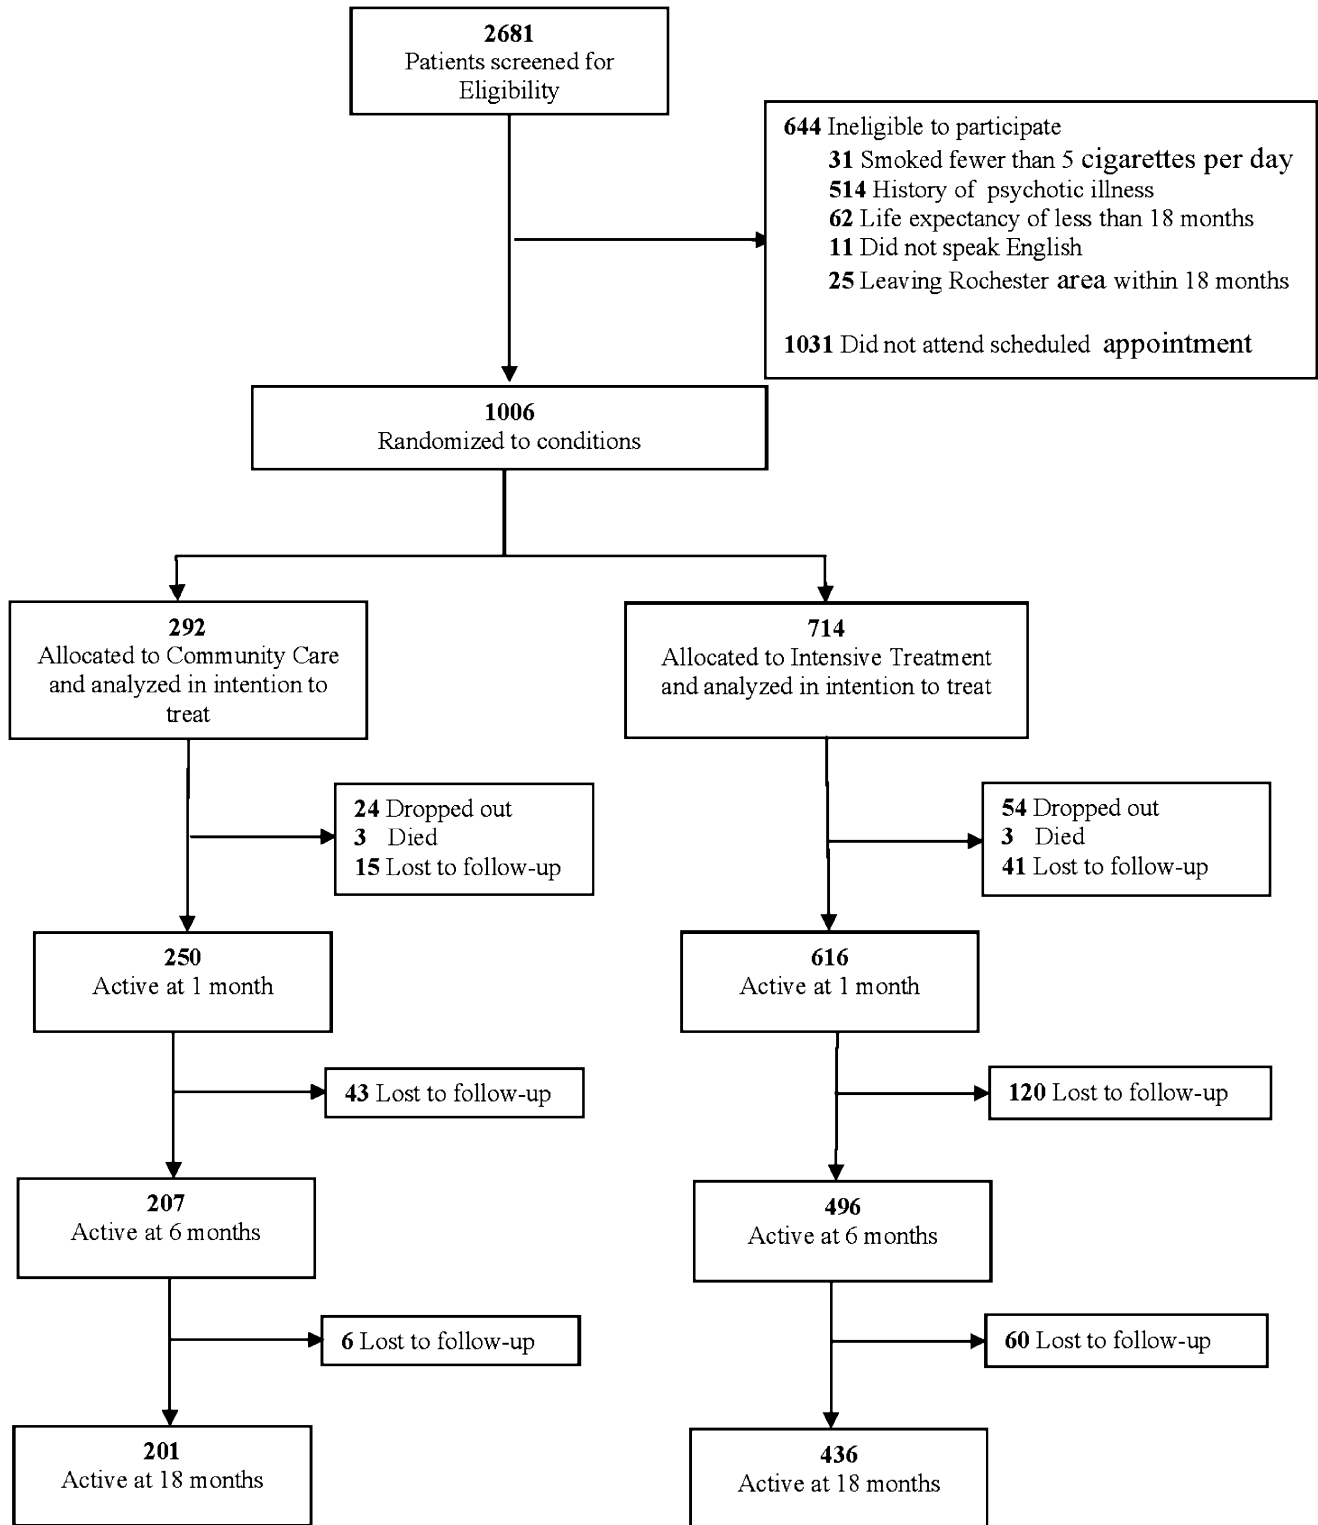 2681
Patients screened for
Eligibility
644 Ineligible to participate
31 Smoked fewer than 5 cigarettes per day
514 History of psychotic illness
62 Life expectancy of less than 18 months
11 Did not speak English
25 Leaving Rochester area within 18 months
1031 Did not attend scheduled appointment
1006
Randomized to conditions
292
Allocated to Community Care
and analyzed in intention to
treat
714
Allocated to Intensive Treatment
and analyzed in intention to treat
24 Dropped out
3 Died
15 Lost to follow-up
54 Dropped out
3 Died
41 Lost to follow-up
250
Active at 1 month
616
Active at 1 month
43 Lost to follow-up
120 Lost to follow-up
207
Active at 6 months
496
Active at 6 months
6 Lost to follow-up
60 Lost to follow-up
201
Active at 18 months
436
Active at 18 months